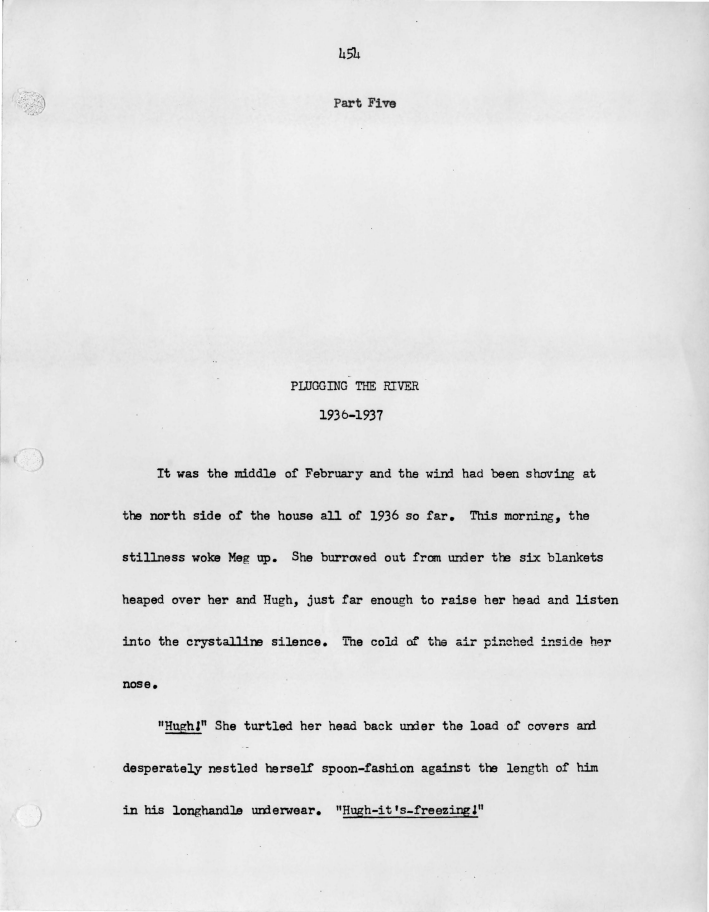 454
Part Five
PLUGGING THE RIVER
1936-1937
It was the middle of February and the wind had been shoving at
the north side of the house all of 1936 so far. This morning, the
stillness woke Meg up. She burrowed out from under the six blankets
heaped over her and Hugh, just far enough to raise her head and listen
into the crystalline silence. The cold of the air pinched inside her
nose.
"Hugh!" She turtled her head back under the load of covers and
desperately nestled herself spoon-fashion against the length of him
in his longhandle underwear. "Hugh-it's-freezing!"